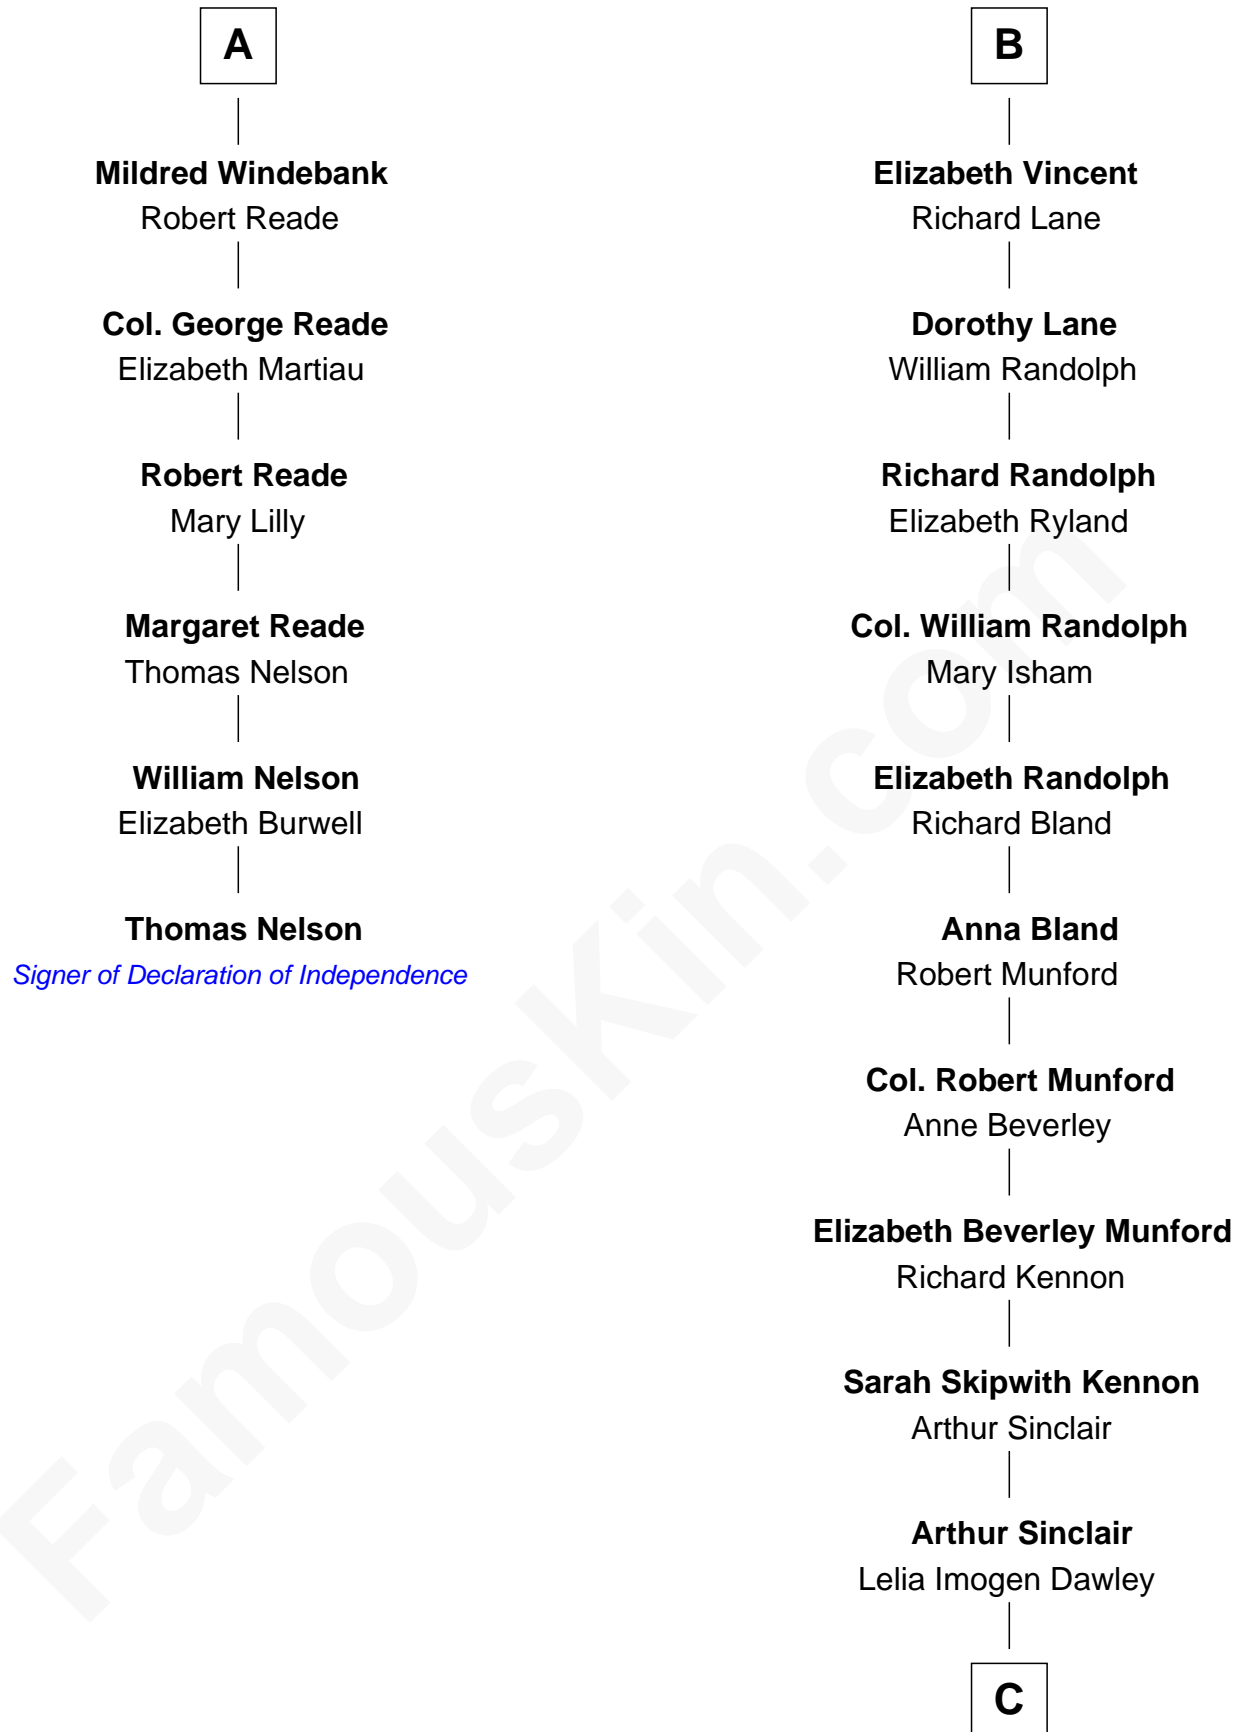 A
Mildred Windebank
Robert Reade
Col. George Reade
Elizabeth Martiau
Robert Reade
Mary Lilly
Margaret Reade
Thomas Nelson
William Nelson
Elizabeth Burwell
Thomas Nelson
Signer of Declaration of Independence
B
Elizabeth Vincent
Richard Lane
Dorothy Lane
William Randolph
Richard Randolph
Elizabeth Ryland
Col. William Randolph
Mary Isham
Elizabeth Randolph
Richard Bland
Anna Bland
Robert Munford
Col. Robert Munford
Anne Beverley
Elizabeth Beverley Munford
Richard Kennon
Sarah Skipwith Kennon
Arthur Sinclair
Arthur Sinclair
Lelia Imogen Dawley
C
FamousKin.com